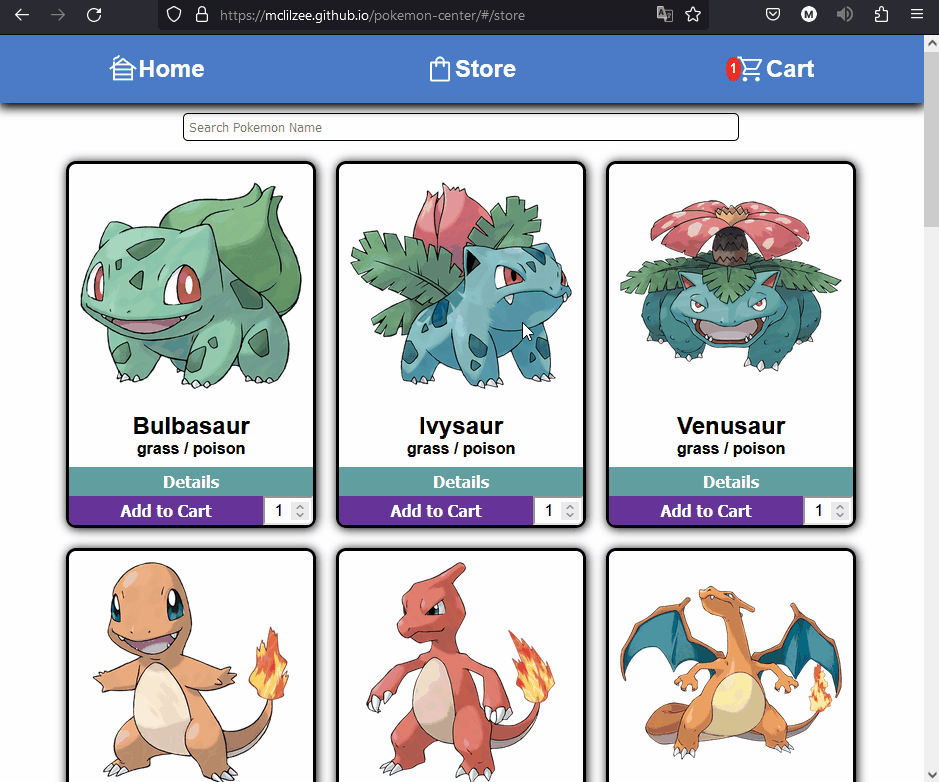 https://mclilzee.github.io/pokemon-center/#/store
M
Home
Store
1
Cart
Search Pokemon Name
Bulbasaur
grass / poison
Details
Add to Cart
1
Ivysaur
grass / poison
Details
Add to Cart
1
Venusaur
grass / poison
Details
Add to Cart
1